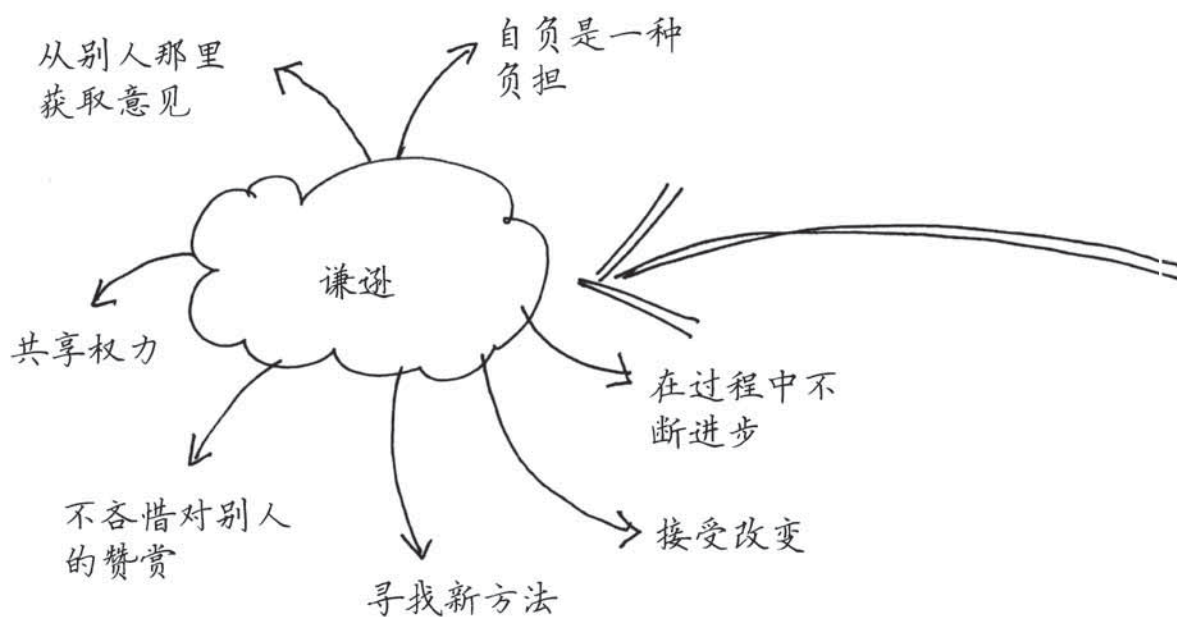 从别人那里
获取意见
自负是一种
负担
谦逊
共享权力
在过程中不
断进步
不吝惜对别人
的赞赏
接受改变
寻找新方法